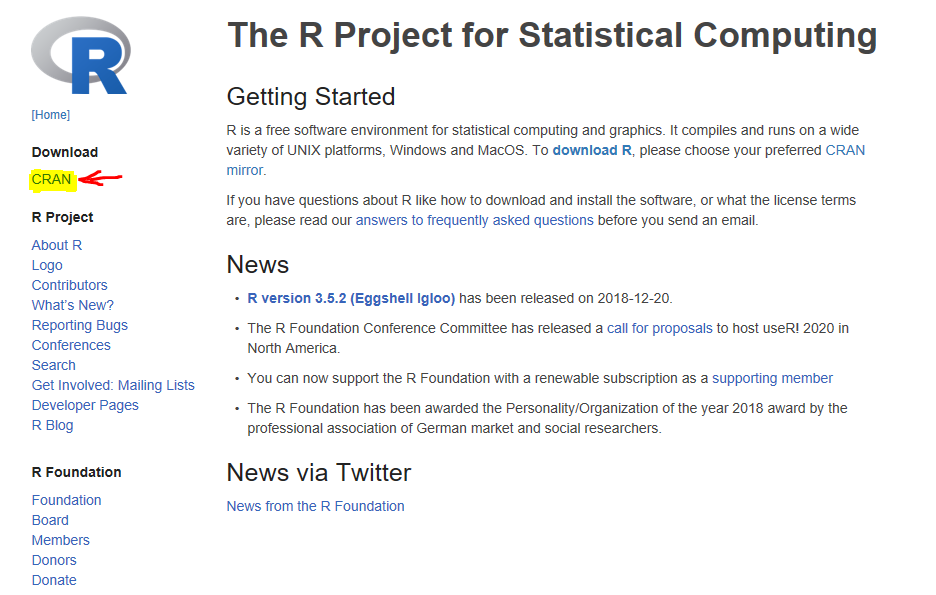 R
[Home]
Download
CRAN
R Project
About R
Logo
Contributors
What's New?
Reporting Bugs
Conferences
Search
Get Involved: Mailing Lists
Developer Pages
R Blog
R Foundation
Foundation
Board
Members
Donors
Donate
The R Project for Statistical Computing
Getting Started
R is a free software environment for statistical computing and graphics. It compiles and runs on a wide
variety of UNIX platforms, Windows and MacOS. To download R, please choose your preferred CRAN
mirror.
If you have questions about R like how to download and install the software, or what the license terms
are, please read our answers to frequently asked questions before you send an email.
News
• R version 3.5.2 (Eggshell Igloo) has been released on 2018-12-20.
• The R Foundation Conference Committee has released a call for proposals to host useR! 2020 in
North America.
• You can now support the R Foundation with a renewable subscription as a supporting member
• The R Foundation has been awarded the Personality/Organization of the year 2018 award by the
professional association of German market and social researchers.
News via Twitter
News from the R Foundation